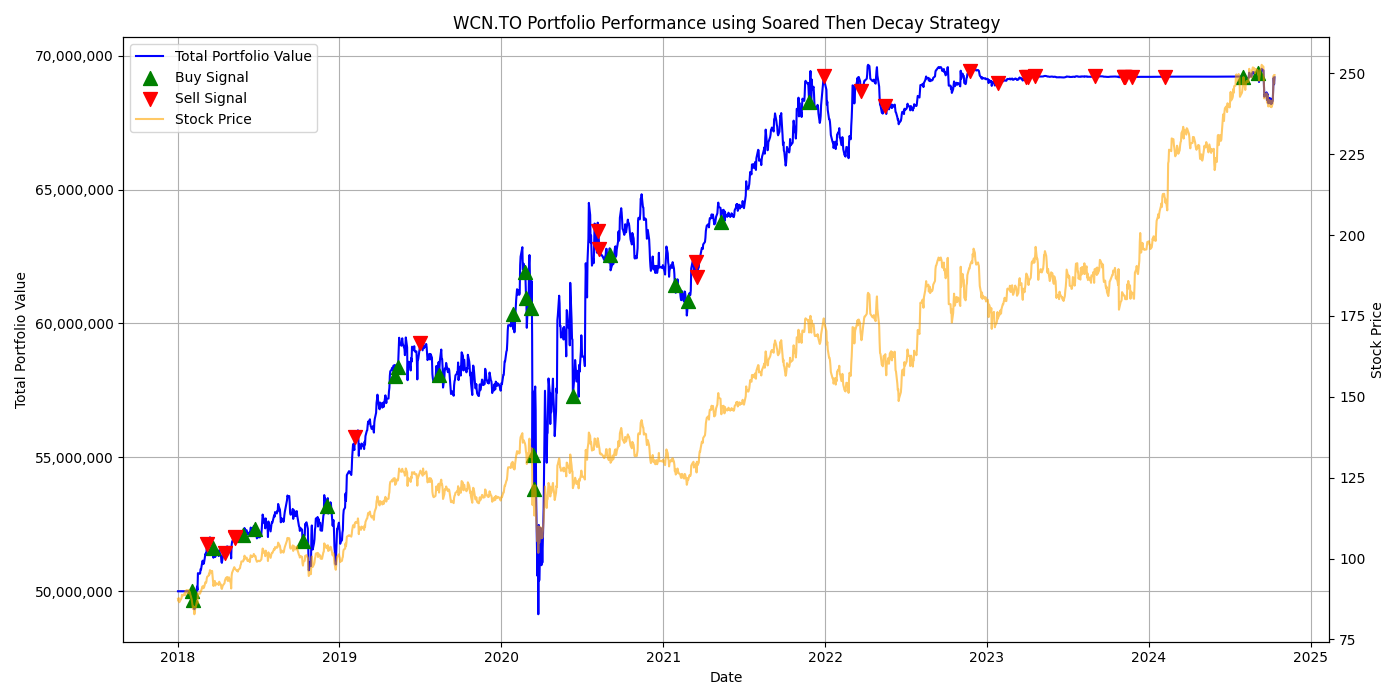 WCN.TO Portfolio Performance using Soared Then Decay Strategy
Total Portfolio Value
Buy Signal
Sell Signal
Stock Price
70,000,000
65,000,000
60,000,000
55,000,000
50,000,000
Total Portfolio Value
250
225
200
175
150
125
100
75
Stock Price
2018 2019 2020 2021 2022 2023 2024 2025
Date